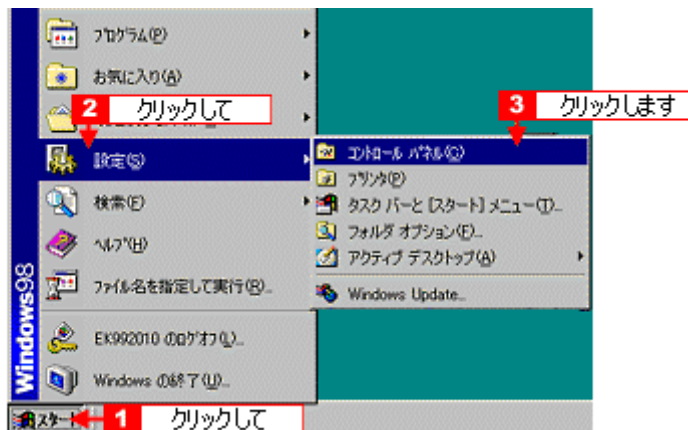 プログラム(P)
お気に入り(A)
2 クリックして
3 クリックします
設定(S)
コントロール パネル(C)
プリンタ(P)
検索(F)
タスク バーと [スタート] メニュー(T)...
フォルダ オプション(F)...
ヘルプ(H)
アクティブ デスクトップ(A)
ファイル名を指定して実行(R)...
Windows Update...
EK992010 のログオフ(L)...
Windows の終了(U)...
Windows98
スタート
1 クリックして